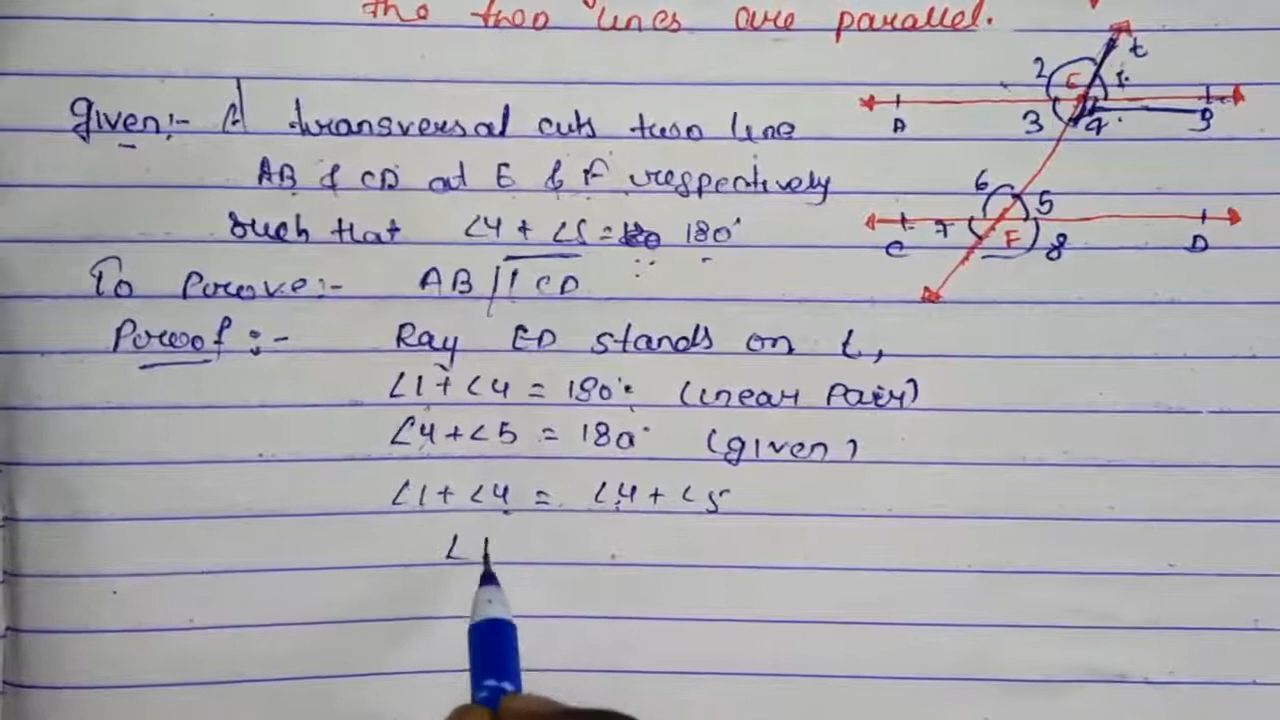 the two lines are parallel.
Given:- A transversal cuts two line
AB & CD at E & F respectively
such that ∠4 + ∠5 = 180°
To Prove:- AB || CD
Proof:- Ray ED stands on t,
∠1 + ∠4 = 180° (linear Pair)
∠4 + ∠5 = 180° (given)
∠1 + ∠4 = ∠4 + ∠5
∠1
t
2 E 1
A 3 4 B
6 5
C 7 F 8 D